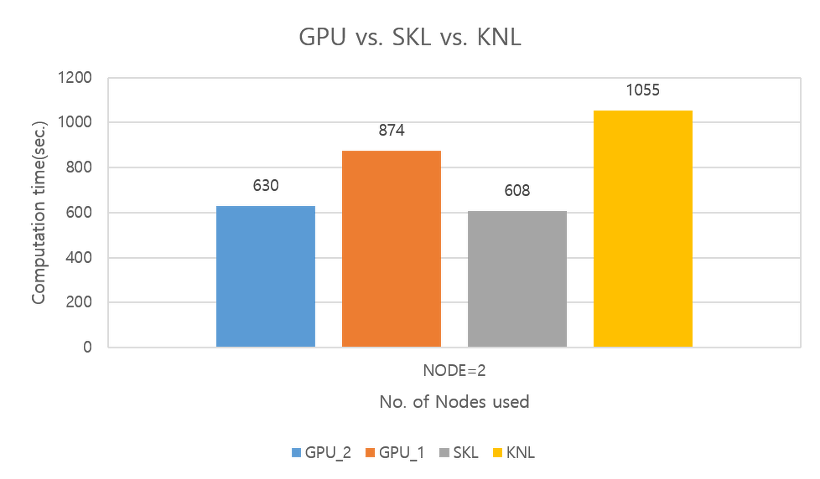 GPU vs. SKL vs. KNL
Computation time(sec.)
1200
1000
800
600
400
200
0
630
874
608
1055
NODE=2
No. of Nodes used
GPU_2 GPU_1 SKL KNL